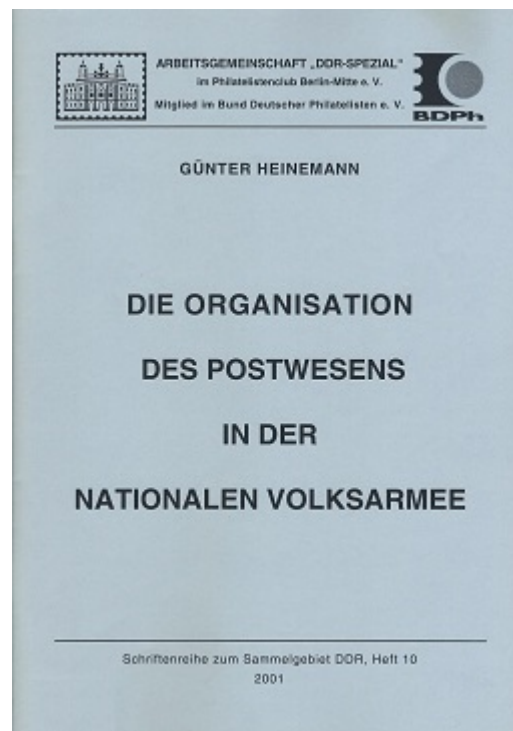 ARBEITSGEMEINSCHAFT „DDR-SPEZIAL"
im Philatelistenclub Berlin-Mitte e. V.
Mitglied im Bund Deutscher Philatelisten e. V.
BDPh
GÜNTER HEINEMANN
DIE ORGANISATION
DES POSTWESENS
IN DER
NATIONALEN VOLKSARMEE
Schriftenreihe zum Sammelgebiet DDR, Heft 10
2001